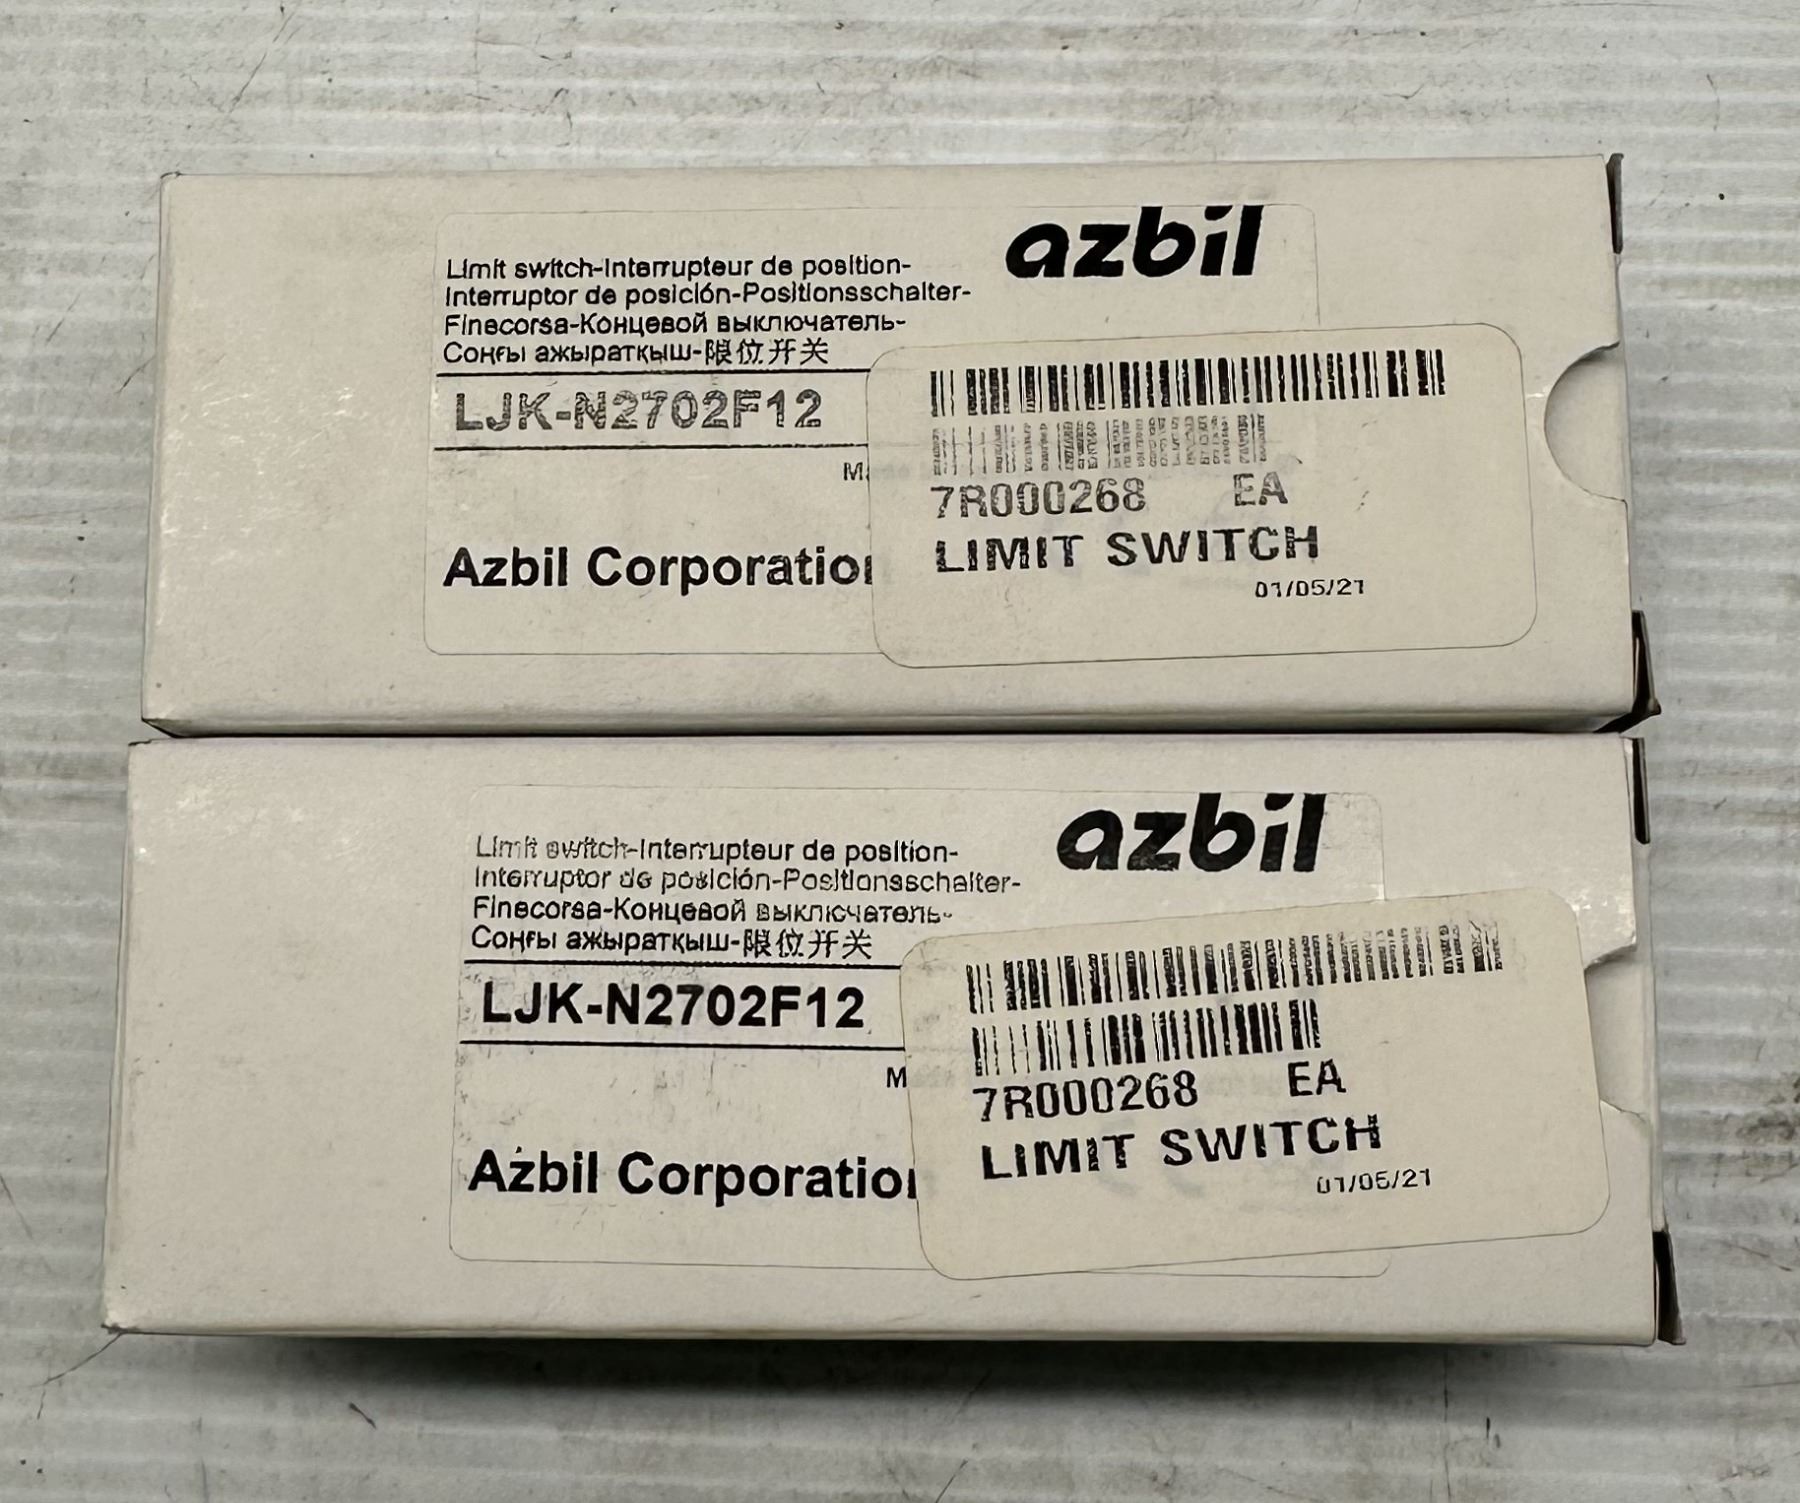 azbil
Limit switch-Interrupteur de position-
Interruptor de posición-Positionsschalter-
Finecorsa-Концевой выключатель-
Соңғы ажыратқыш-限位开关
LJK-N2702F12
Azbil Corporation
7R000268 EA
LIMIT SWITCH
01/05/21
azbil
Limit switch-Interrupteur de position-
Interruptor de posición-Positionsschalter-
Finecorsa-Концевой выключатель-
Соңғы ажыратқыш-限位开关
LJK-N2702F12
M
Azbil Corporation
7R000268 EA
LIMIT SWITCH
01/05/21